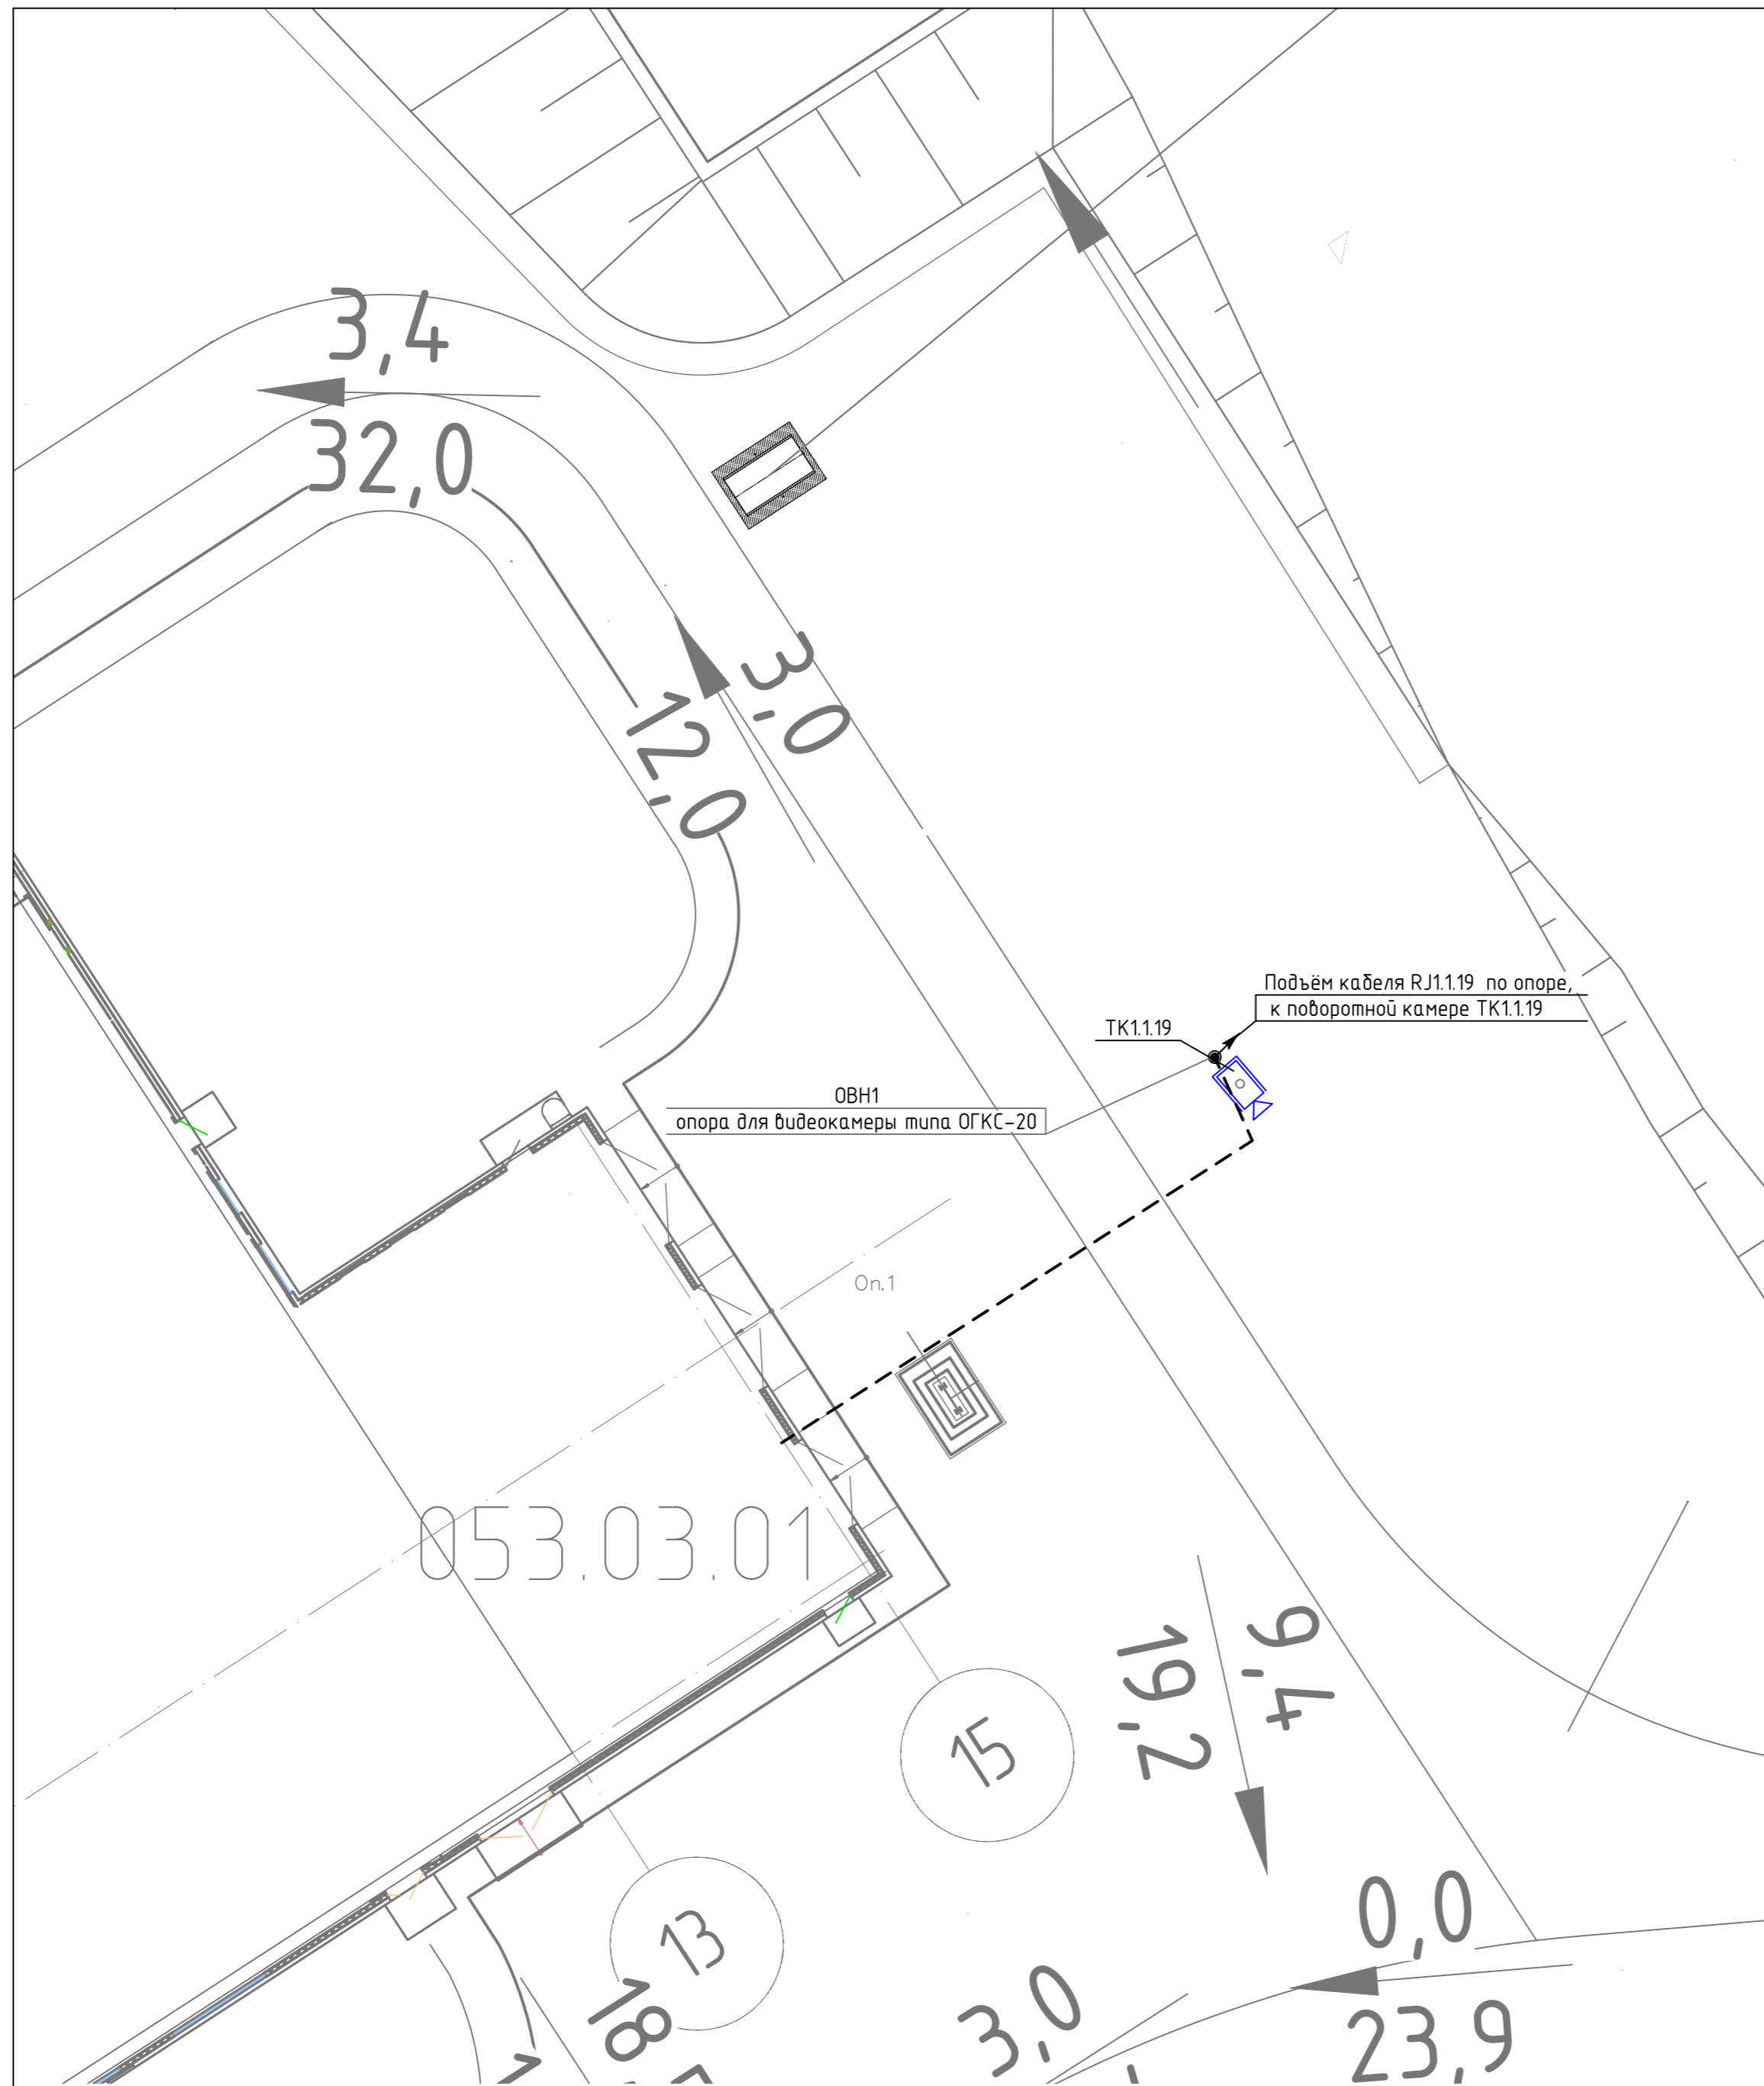 3,4
32,0
3,0
12,0
Подъём кабеля RJ1.1.19 по опоре,
к поворотной камере ТК1.1.19
ТК1.1.19
ОВН1
опора для видеокамеры типа ОГКС-20
Оп.1
053.03.01
9,4
19,2
15
13
0,0
23,9
3,0